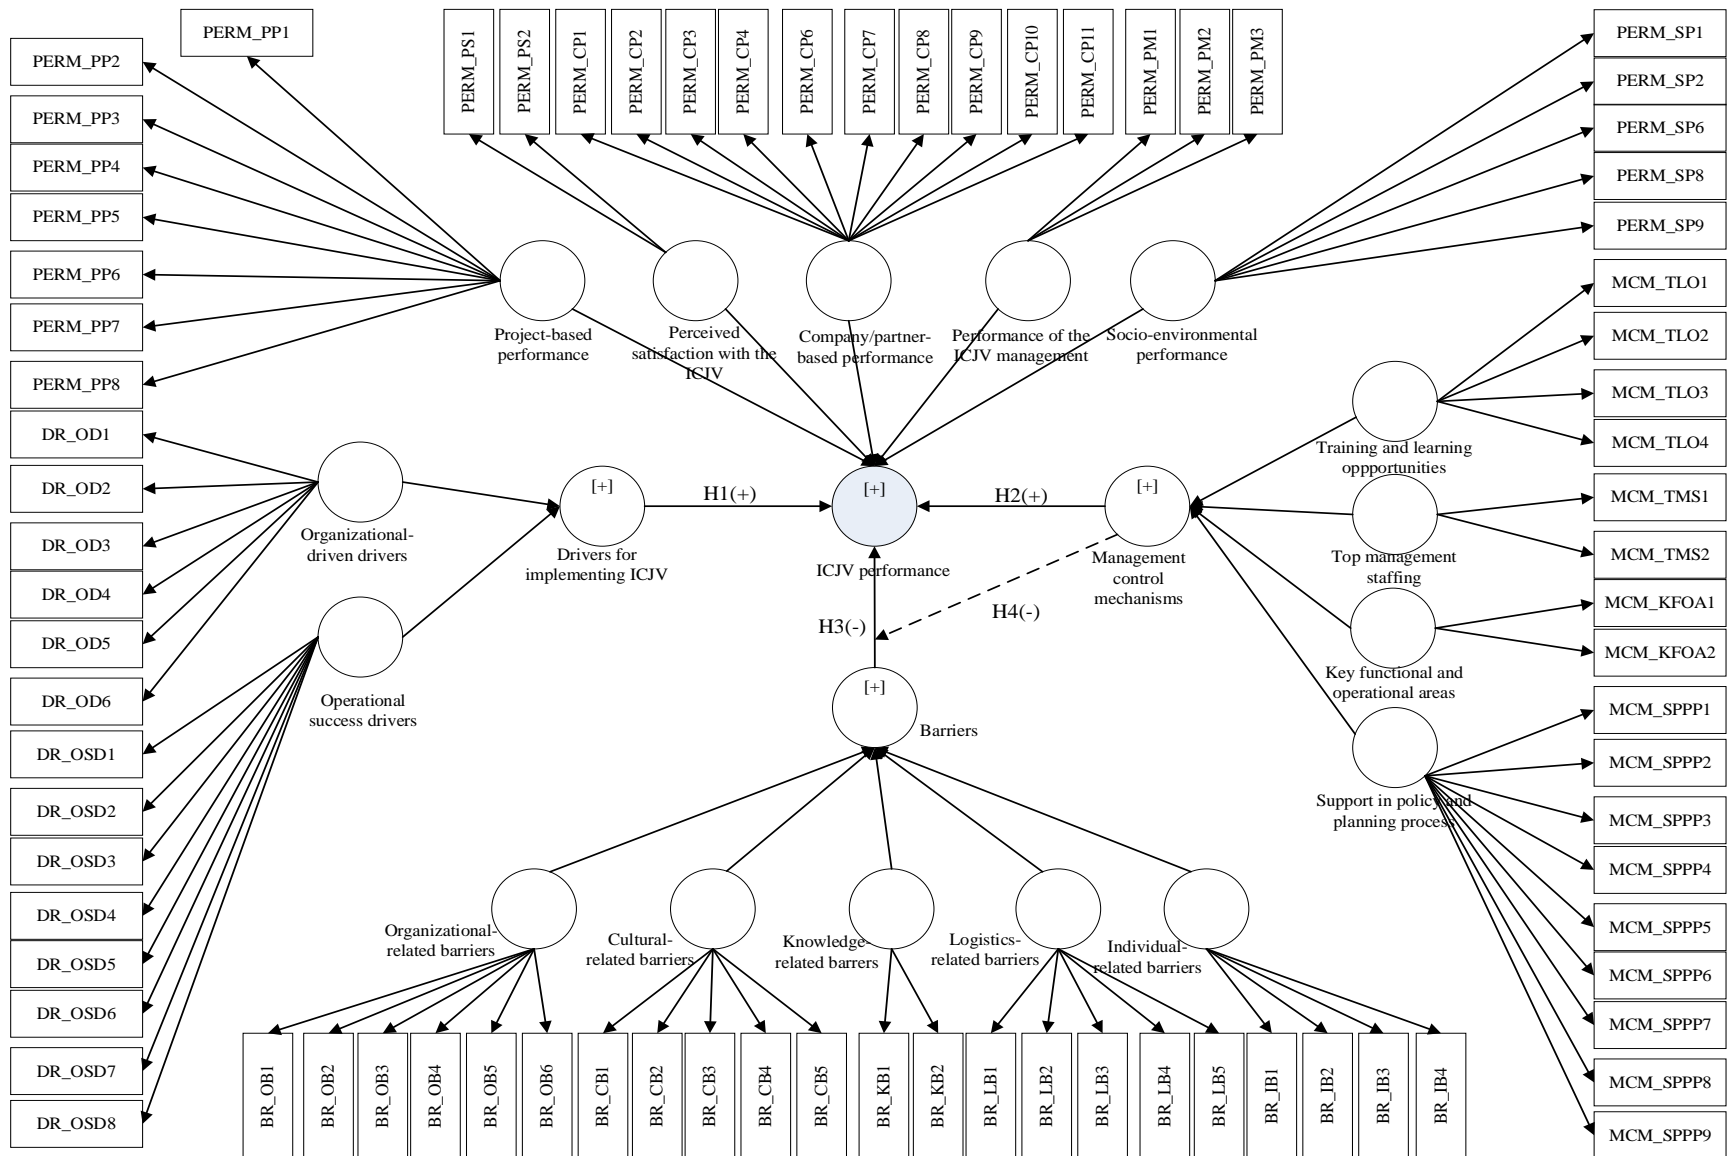 PERM_PP1
PERM_PP2
PERM_PP3
PERM_PP4
PERM_PP5
PERM_PP6
PERM_PP7
PERM_PP8
DR_OD1
DR_OD2
DR_OD3
DR_OD4
DR_OD5
DR_OD6
DR_OSD1
DR_OSD2
DR_OSD3
DR_OSD4
DR_OSD5
DR_OSD6
DR_OSD7
DR_OSD8
PERM_PS1
PERM_PS2
PERM_CP1
PERM_CP2
PERM_CP3
PERM_CP4
PERM_CP6
PERM_CP7
PERM_CP8
PERM_CP9
PERM_CP10
PERM_CP11
PERM_PM1
PERM_PM2
PERM_PM3
Project-based
performance
Perceived
satisfaction with the
ICJV
Company/partner-
based performance
Performance of the
ICJV management
Socio-environmental
performance
Organizational-
driven drivers
Operational
success drivers
[+]
Drivers for
implementing ICJV
H1(+)
[+]
ICJV performance
H2(+)
[+]
Management
control
mechanisms
H3(-)
H4(-)
[+]
Barriers
Training and learning
oppportunities
Top management
staffing
Key functional and
operational areas
Support in policy and
planning process
Organizational-
related barriers
Cultural-
related barriers
Knowledge-
related barrers
Logistics-
related barriers
Individual-
related barriers
BR_OB1
BR_OB2
BR_OB3
BR_OB4
BR_OB5
BR_OB6
BR_CB1
BR_CB2
BR_CB3
BR_CB4
BR_CB5
BR_KB1
BR_KB2
BR_LB1
BR_LB2
BR_LB3
BR_LB4
BR_LB5
BR_IB1
BR_IB2
BR_IB3
BR_IB4
PERM_SP1
PERM_SP2
PERM_SP6
PERM_SP8
PERM_SP9
MCM_TLO1
MCM_TLO2
MCM_TLO3
MCM_TLO4
MCM_TMS1
MCM_TMS2
MCM_KFOA1
MCM_KFOA2
MCM_SPPP1
MCM_SPPP2
MCM_SPPP3
MCM_SPPP4
MCM_SPPP5
MCM_SPPP6
MCM_SPPP7
MCM_SPPP8
MCM_SPPP9